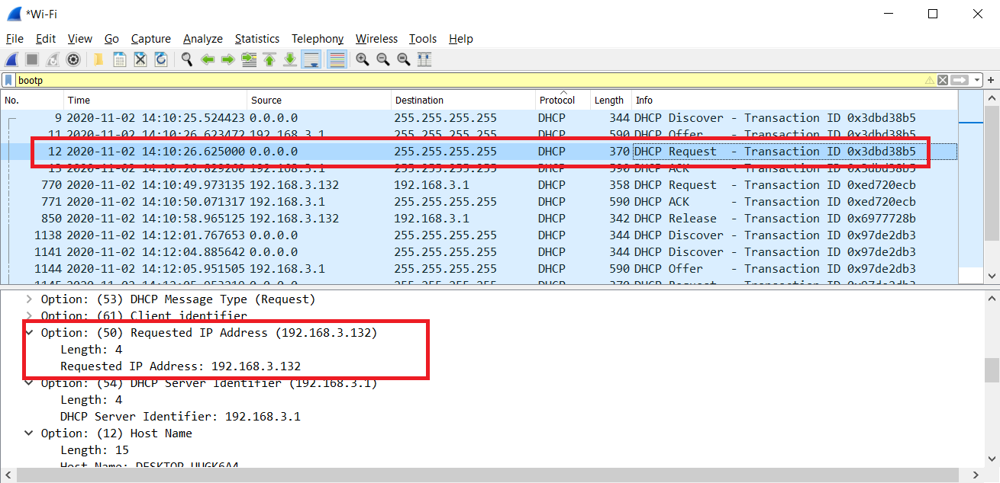 *Wi-Fi
File Edit View Go Capture Analyze Statistics Telephony Wireless Tools Help
bootp
No. Time Source Destination Protocol Length Info
9 2020-11-02 14:10:25.524423 0.0.0.0 255.255.255.255 DHCP 344 DHCP Discover - Transaction ID 0x3dbd38b5
11 2020-11-02 14:10:26.623472 192.168.3.1 255.255.255.255 DHCP 590 DHCP Offer - Transaction ID 0x3dbd38b5
12 2020-11-02 14:10:26.625000 0.0.0.0 255.255.255.255 DHCP 370 DHCP Request - Transaction ID 0x3dbd38b5
13 2020-11-02 14:10:26.829200 192.168.3.1 255.255.255.255 DHCP 590 DHCP ACK - Transaction ID 0x3dbd38b5
770 2020-11-02 14:10:49.973135 192.168.3.132 192.168.3.1 DHCP 358 DHCP Request - Transaction ID 0xed720ecb
771 2020-11-02 14:10:50.071317 192.168.3.1 255.255.255.255 DHCP 590 DHCP ACK - Transaction ID 0xed720ecb
850 2020-11-02 14:10:58.965125 192.168.3.132 192.168.3.1 DHCP 342 DHCP Release - Transaction ID 0x6977728b
1138 2020-11-02 14:12:01.767653 0.0.0.0 255.255.255.255 DHCP 344 DHCP Discover - Transaction ID 0x97de2db3
1141 2020-11-02 14:12:04.885642 0.0.0.0 255.255.255.255 DHCP 344 DHCP Discover - Transaction ID 0x97de2db3
1144 2020-11-02 14:12:05.951505 192.168.3.1 255.255.255.255 DHCP 590 DHCP Offer - Transaction ID 0x97de2db3
Option: (53) DHCP Message Type (Request)
Option: (61) Client identifier
Option: (50) Requested IP Address (192.168.3.132)
Length: 4
Requested IP Address: 192.168.3.132
Option: (54) DHCP Server Identifier (192.168.3.1)
Length: 4
DHCP Server Identifier: 192.168.3.1
Option: (12) Host Name
Length: 15
Host Name: